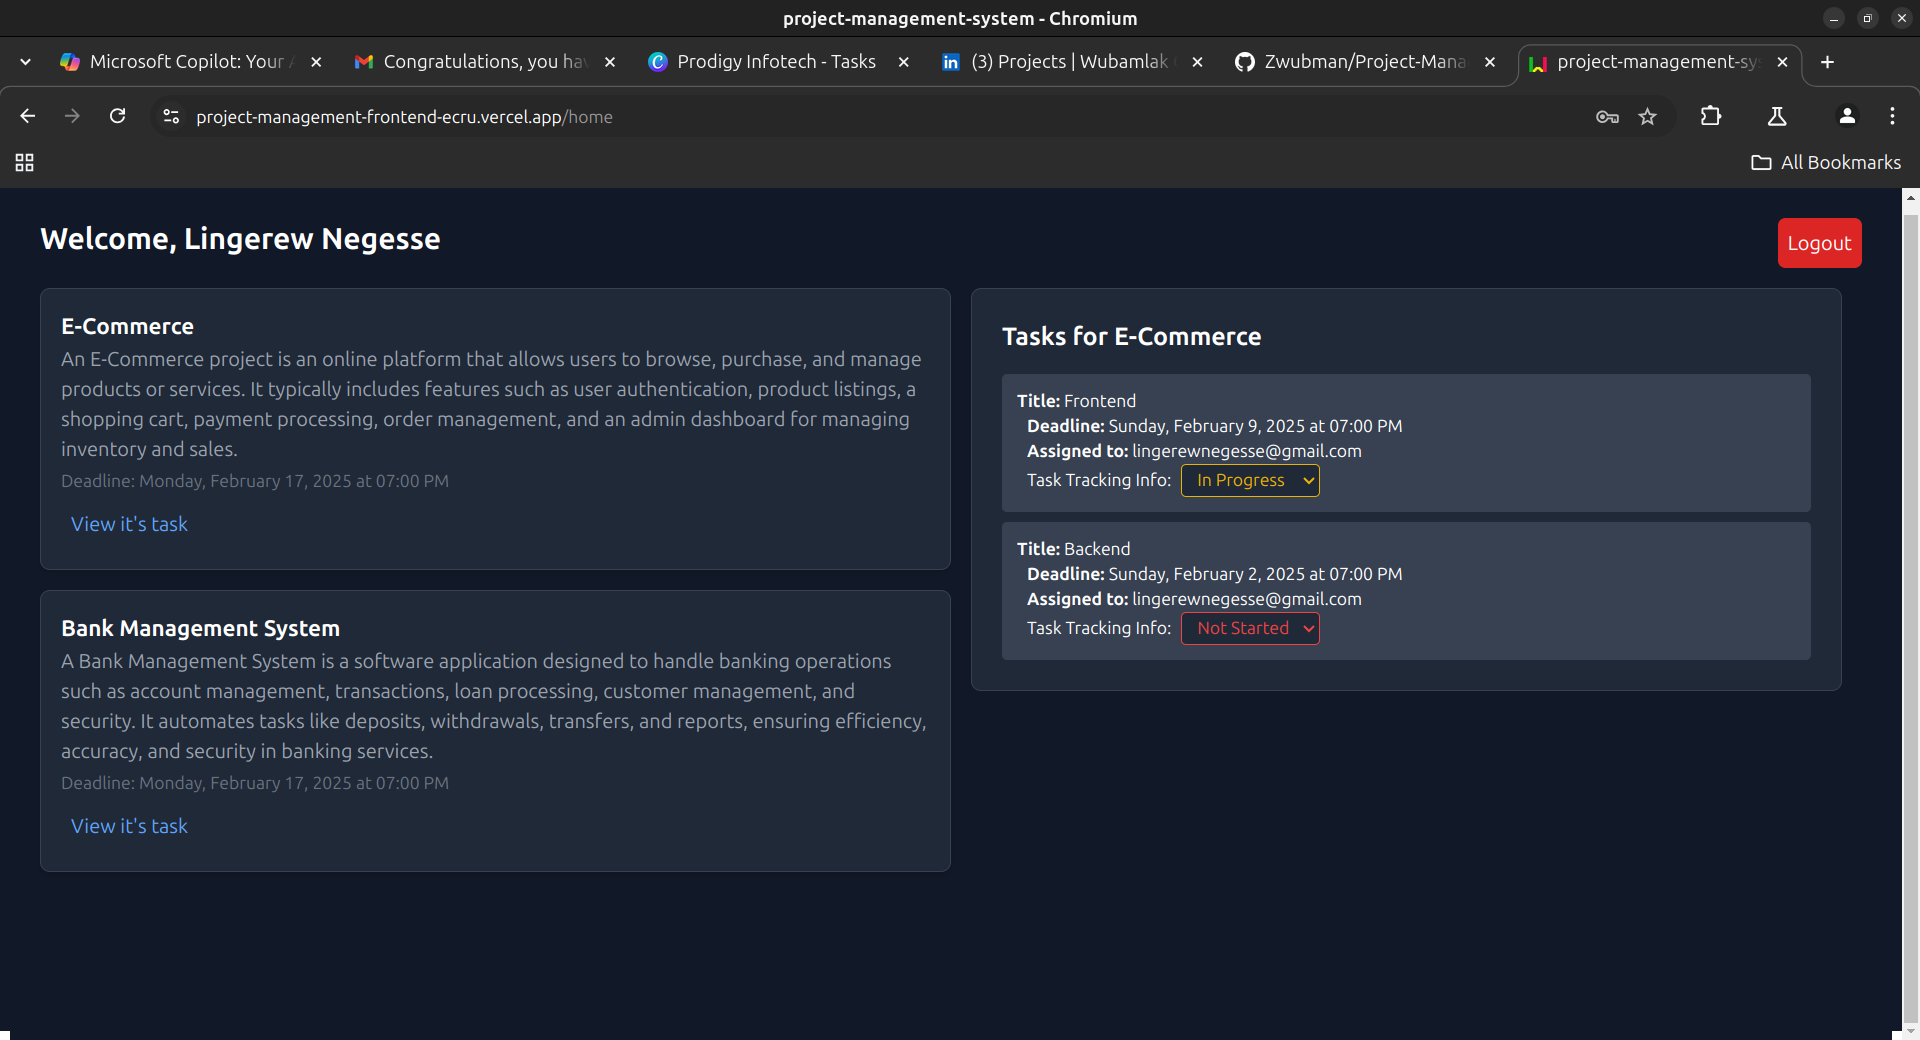 project-management-system - Chromium
Microsoft Copilot: Your
Congratulations, you hav
Prodigy Infotech - Tasks
(3) Projects | Wubamlak
Zwubman/Project-Mana
project-management-sy
project-management-frontend-ecru.vercel.app/home
All Bookmarks
Welcome, Lingerew Negesse
Logout
E-Commerce
An E-Commerce project is an online platform that allows users to browse, purchase, and manage
products or services. It typically includes features such as user authentication, product listings, a
shopping cart, payment processing, order management, and an admin dashboard for managing
inventory and sales.
Deadline: Monday, February 17, 2025 at 07:00 PM
View it's task
Bank Management System
A Bank Management System is a software application designed to handle banking operations
such as account management, transactions, loan processing, customer management, and
security. It automates tasks like deposits, withdrawals, transfers, and reports, ensuring efficiency,
accuracy, and security in banking services.
Deadline: Monday, February 17, 2025 at 07:00 PM
View it's task
Tasks for E-Commerce
Title: Frontend
Deadline: Sunday, February 9, 2025 at 07:00 PM
Assigned to: lingerewnegesse@gmail.com
Task Tracking Info: In Progress
Title: Backend
Deadline: Sunday, February 2, 2025 at 07:00 PM
Assigned to: lingerewnegesse@gmail.com
Task Tracking Info: Not Started